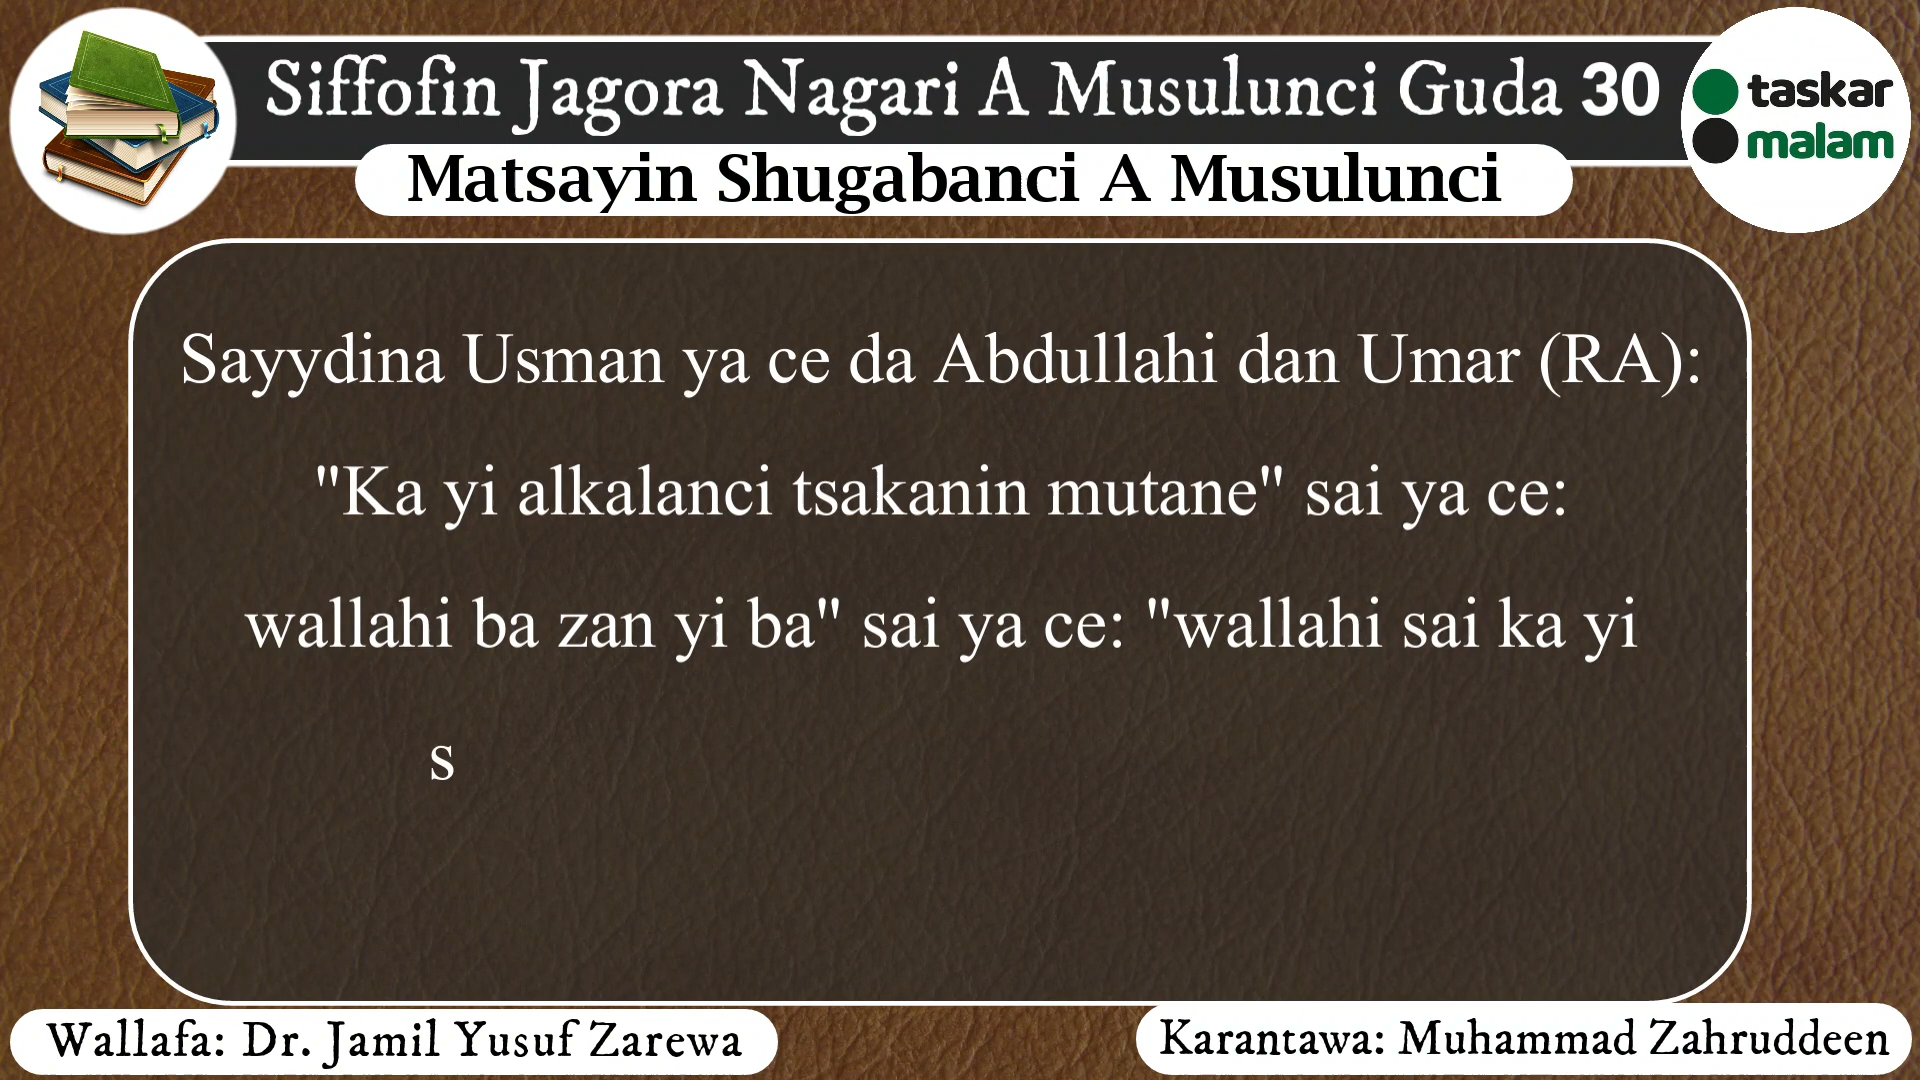 Siffofin Jagora Nagari A Musulunci Guda 30
taskar
malam
Matsayin Shugabanci A Musulunci
Sayydina Usman ya ce da Abdullahi dan Umar (RA):
"Ka yi alkalanci tsakanin mutane" sai ya ce:
wallahi ba zan yi ba" sai ya ce: "wallahi sai ka yi
s
Wallafa: Dr. Jamil Yusuf Zarewa
Karantawa: Muhammad Zahruddeen